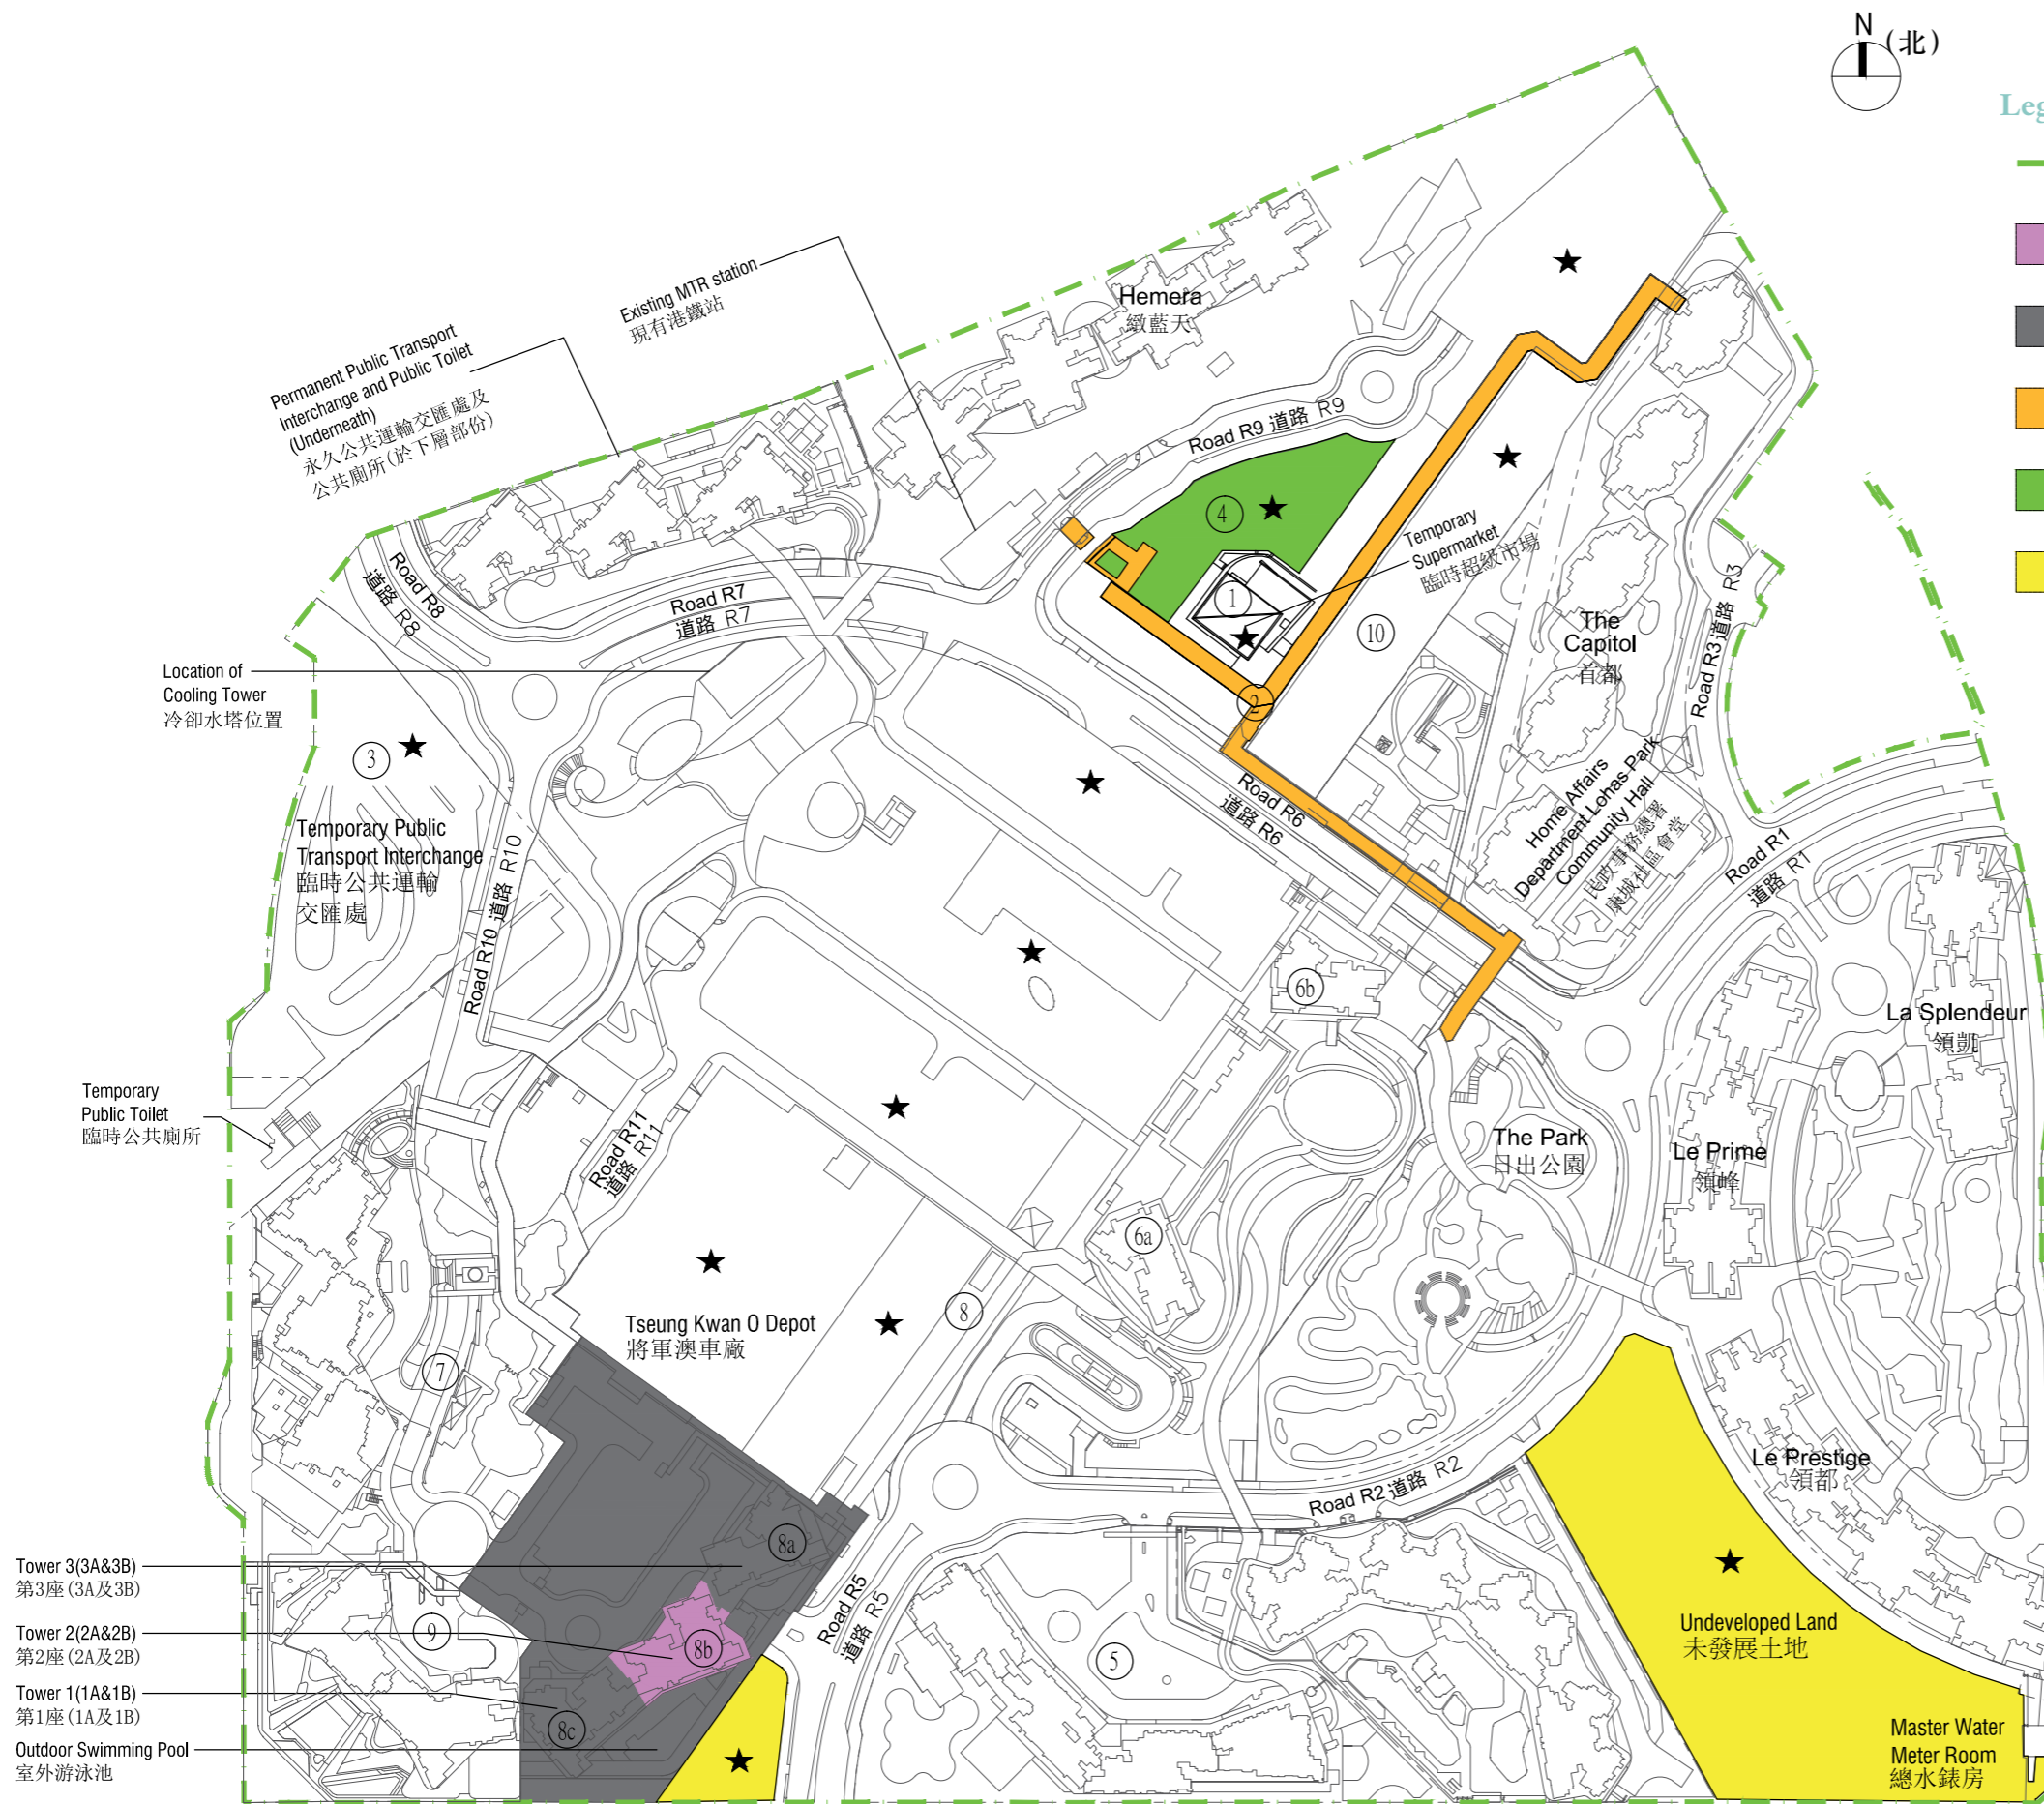 N (北)
Leg
Existing MTR station
現有港鐵站
Permanent Public Transport
Interchange and Public Toilet
(Underneath)
永久公共運輸交匯處及
公共廁所(於下層部份)
Hemera
緻藍天
Road R9 道路 R9
4
Temporary
Supermarket
臨時超級市場
1
10
2
Road R8
道路 R8
Road R7
道路 R7
The
Capitol
首都
Road R3 道路 R3
Location of
Cooling Tower
冷卻水塔位置
3
Temporary Public
Transport Interchange
臨時公共運輸
交匯處
Road R10 道路 R10
Road R6
道路 R6
Home Affairs
Department Lohas Park
Community Hall
民政事務總署
康城社區會堂
Road R1
道路 R1
6b
La Splendeur
領凱
Temporary
Public Toilet
臨時公共廁所
Road R11
道路 R11
The Park
日出公園
Le Prime
領峰
6a
Tseung Kwan O Depot
將軍澳車廠
8
7
Le Prestige
領都
Road R2 道路 R2
8a
Tower 3(3A&3B)
第3座(3A及3B)
Road R5
道路 R5
Tower 2(2A&2B)
第2座(2A及2B)
9
8b
5
Undeveloped Land
未發展土地
Tower 1(1A&1B)
第1座(1A及1B)
8c
Outdoor Swimming Pool
室外游泳池
Master Water
Meter Room
總水錶房